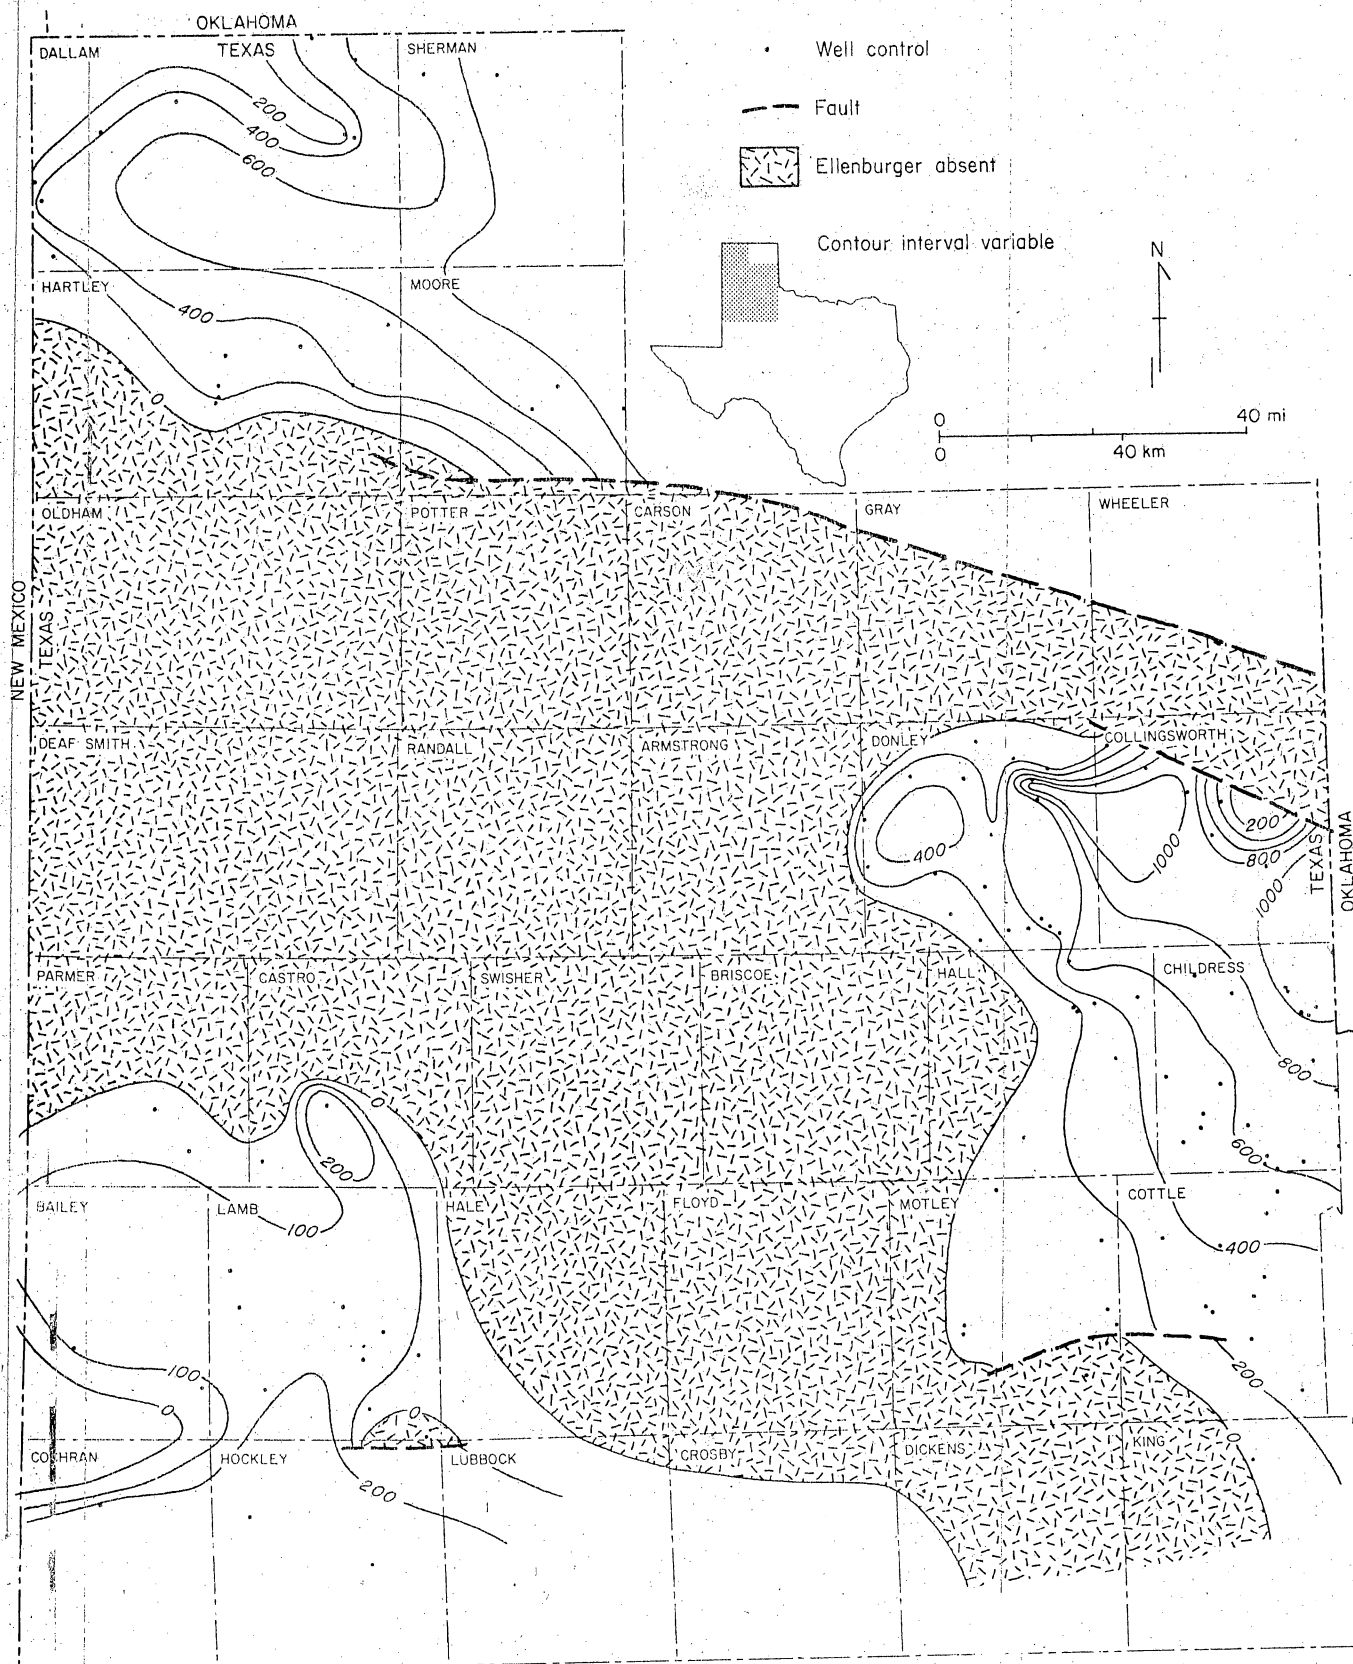 OKLAHOMA
TEXAS
DALLAM
SHERMAN
Well control
Fault
Ellenburger absent
Contour interval variable
N
200
400
600
HARTLEY
MOORE
400
0
0
40 mi
0
40 km
OLDHAM
POTTER
CARSON
GRAY
WHEELER
NEW MEXICO
TEXAS
DEAF SMITH
RANDALL
ARMSTRONG
DONLEY
COLLINGSWORTH
400
1000
200
800
1000
TEXAS
OKLAHOMA
PARMER
CASTRO
SWISHER
BRISCOE
HALL
CHILDRESS
0
200
800
600
BAILEY
LAMB
100
HALE
FLOYD
MOTLEY
COTTLE
400
100
0
0
200
COCHRAN
HOCKLEY
LUBBOCK
CROSBY
DICKENS
KING
0
200